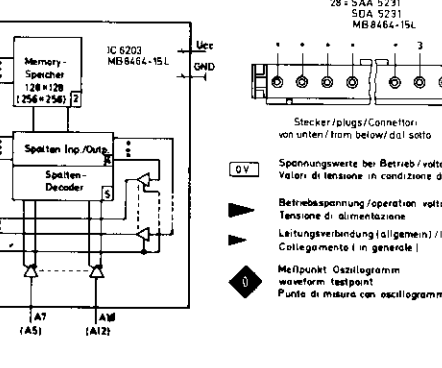 28 = SAA 5231
SDA 5231
MB8464-15L
IC 6203
MB8464-15L
Ucc
GND
Memory-
Speicher
128×128
(256×256)
2
Spalten Inp./Outp.
Spalten-
Decoder
5
A7
(A5)
A10
(A12)
3
Stecker/plugs/Connettori
von unten/from below/dal sotto
0 V
Spannungswerte bei Betrieb/volt
Valori di tensione in condizione d
Betriebsspannung/operation volt
Tensione di alimentazione
Leitungsverbindung (allgemein)/
Collegamento (in generale)
0
Meßpunkt Oszillogramm
waveform testpoint
Punto di misura con oscillogramm